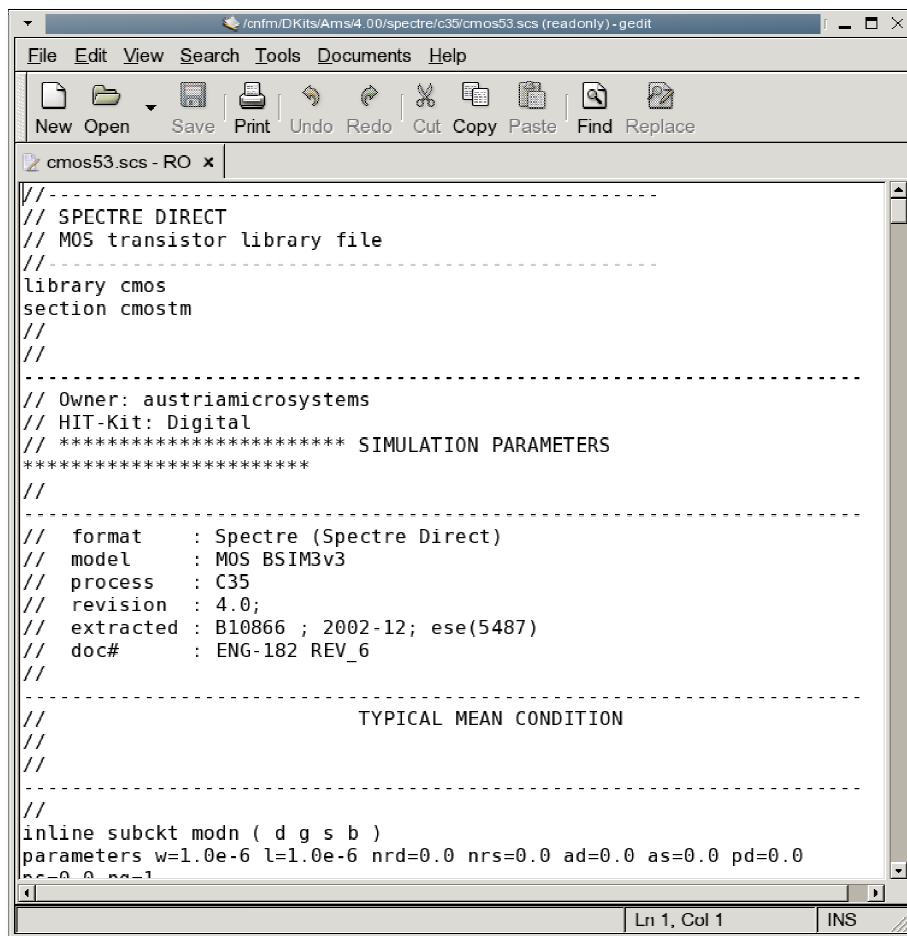 /cnfm/DKits/Ams/4.00/spectre/c35/cmos53.scs (readonly) - gedit
File Edit View Search Tools Documents Help
New Open Save Print Undo Redo Cut Copy Paste Find Replace
cmos53.scs - RO x
//---------------------------------------------------
// SPECTRE DIRECT
// MOS transistor library file
//---------------------------------------------------
library cmos
section cmostm
//
//
----------------------------------------------------------------------
// Owner: austriamicrosystems
// HIT-Kit: Digital
// ************************ SIMULATION PARAMETERS
************************
//
----------------------------------------------------------------------
// format : Spectre (Spectre Direct)
// model : MOS BSIM3v3
// process : C35
// revision : 4.0;
// extracted : B10866 ; 2002-12; ese(5487)
// doc# : ENG-182 REV_6
//
----------------------------------------------------------------------
// TYPICAL MEAN CONDITION
//
//
----------------------------------------------------------------------
//
inline subckt modn ( d g s b )
parameters w=1.0e-6 l=1.0e-6 nrd=0.0 nrs=0.0 ad=0.0 as=0.0 pd=0.0
ps=0.0 ng=1
Ln 1, Col 1 INS